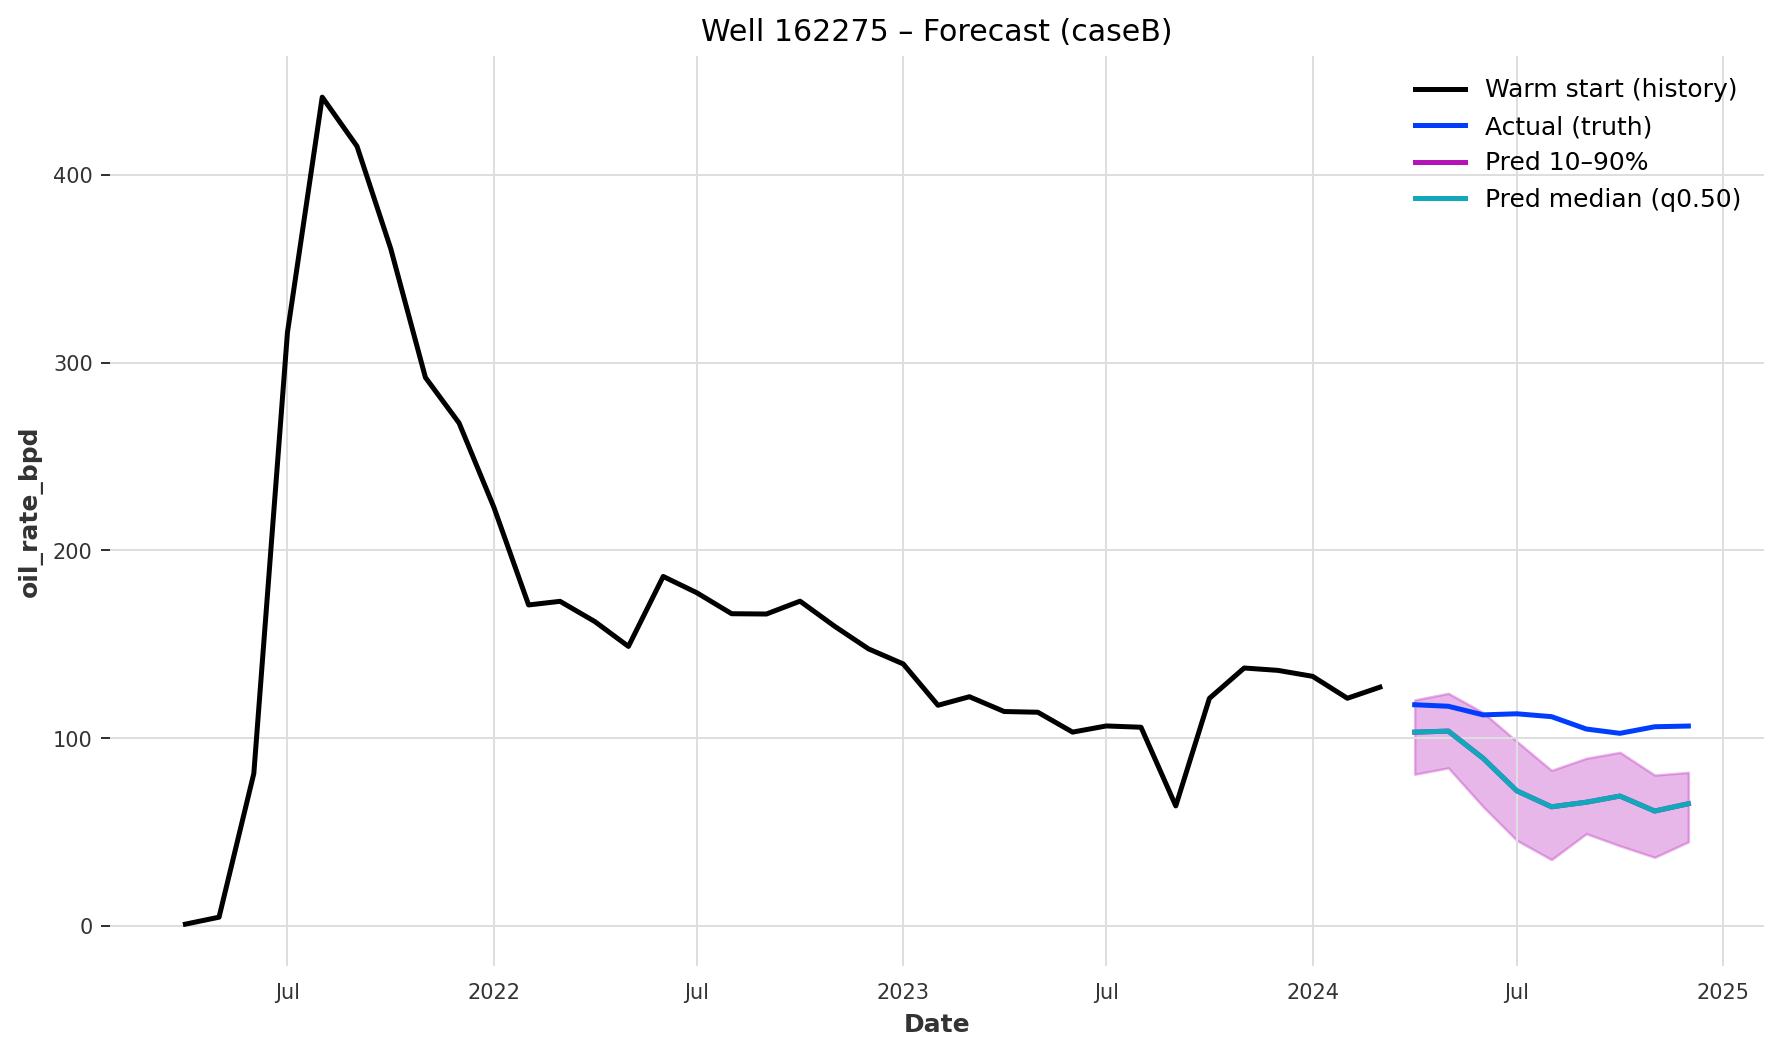 Well 162275 – Forecast (caseB)
Warm start (history)
Actual (truth)
Pred 10–90%
Pred median (q0.50)
oil_rate_bpd
400
300
200
100
0
Jul
2022
Jul
2023
Jul
2024
Jul
2025
Date